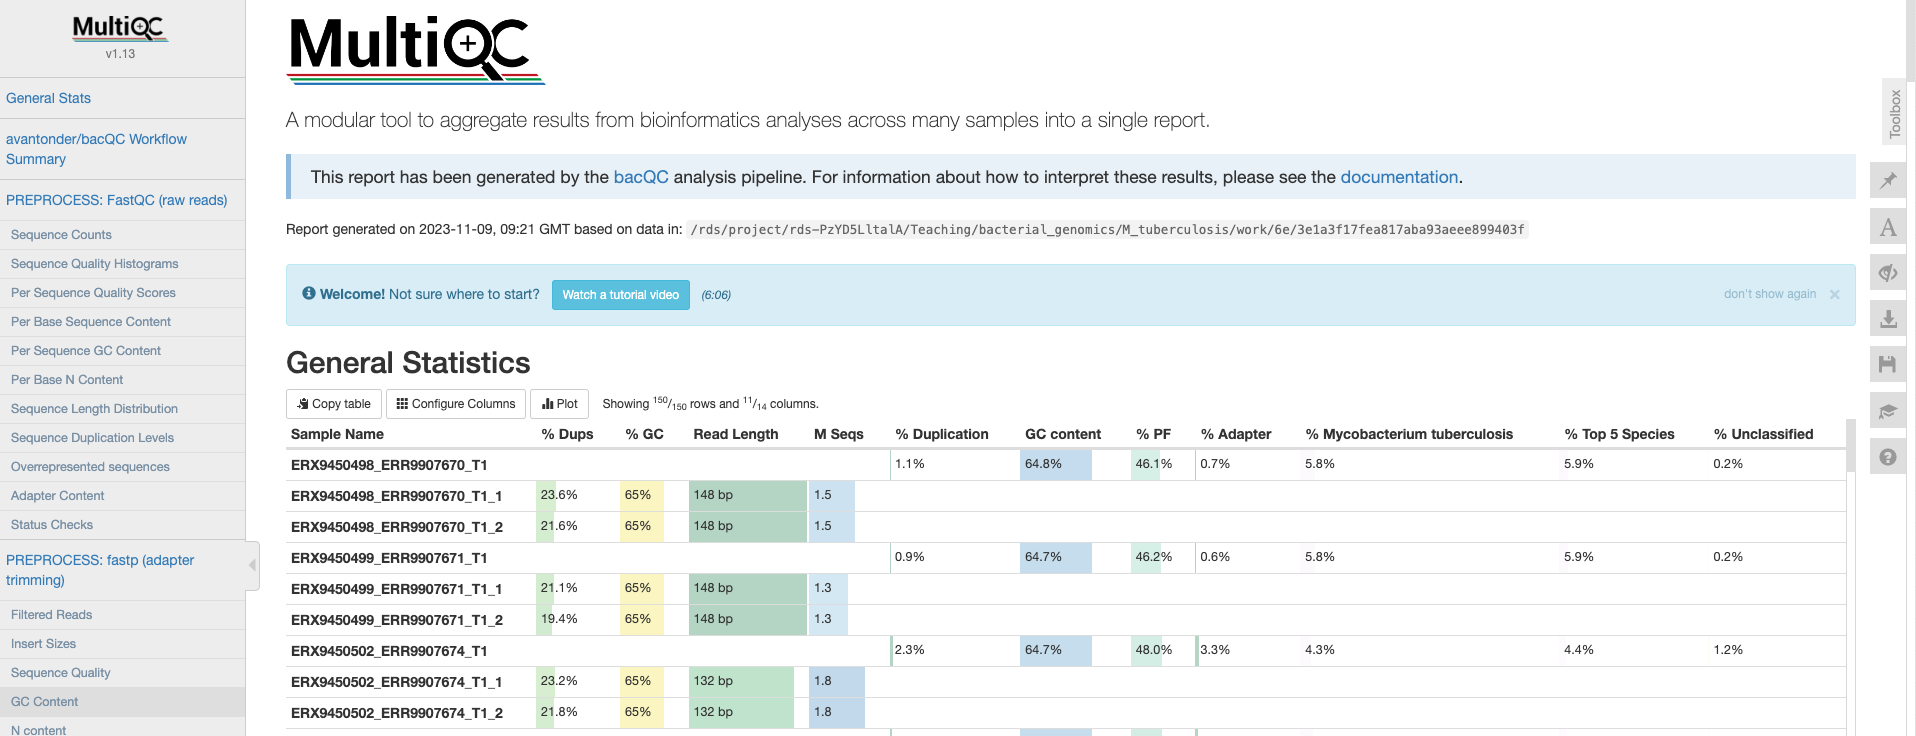 MultiQC
v1.13
General Stats
avantonder/bacQC Workflow
Summary
PREPROCESS: FastQC (raw reads)
Sequence Counts
Sequence Quality Histograms
Per Sequence Quality Scores
Per Base Sequence Content
Per Sequence GC Content
Per Base N Content
Sequence Length Distribution
Sequence Duplication Levels
Overrepresented sequences
Adapter Content
Status Checks
PREPROCESS: fastp (adapter
trimming)
Filtered Reads
Insert Sizes
Sequence Quality
GC Content
N content
MultiQC
A modular tool to aggregate results from bioinformatics analyses across many samples into a single report.
This report has been generated by the bacQC analysis pipeline. For information about how to interpret these results, please see the documentation.
Report generated on 2023-11-09, 09:21 GMT based on data in: /rds/project/rds-PzYD5LltalA/Teaching/bacterial_genomics/M_tuberculosis/work/6e/3e1a3f17fea817aba93aeee899403f
Welcome! Not sure where to start? Watch a tutorial video (6:06) don't show again ×
General Statistics
Copy table Configure Columns Plot Showing 150/150 rows and 11/14 columns.
Sample Name % Dups % GC Read Length M Seqs % Duplication GC content % PF % Adapter % Mycobacterium tuberculosis % Top 5 Species % Unclassified
ERX9450498_ERR9907670_T1 1.1% 64.8% 46.1% 0.7% 5.8% 5.9% 0.2%
ERX9450498_ERR9907670_T1_1 23.6% 65% 148 bp 1.5
ERX9450498_ERR9907670_T1_2 21.6% 65% 148 bp 1.5
ERX9450499_ERR9907671_T1 0.9% 64.7% 46.2% 0.6% 5.8% 5.9% 0.2%
ERX9450499_ERR9907671_T1_1 21.1% 65% 148 bp 1.3
ERX9450499_ERR9907671_T1_2 19.4% 65% 148 bp 1.3
ERX9450502_ERR9907674_T1 2.3% 64.7% 48.0% 3.3% 4.3% 4.4% 1.2%
ERX9450502_ERR9907674_T1_1 23.2% 65% 132 bp 1.8
ERX9450502_ERR9907674_T1_2 21.8% 65% 132 bp 1.8
Toolbox
A